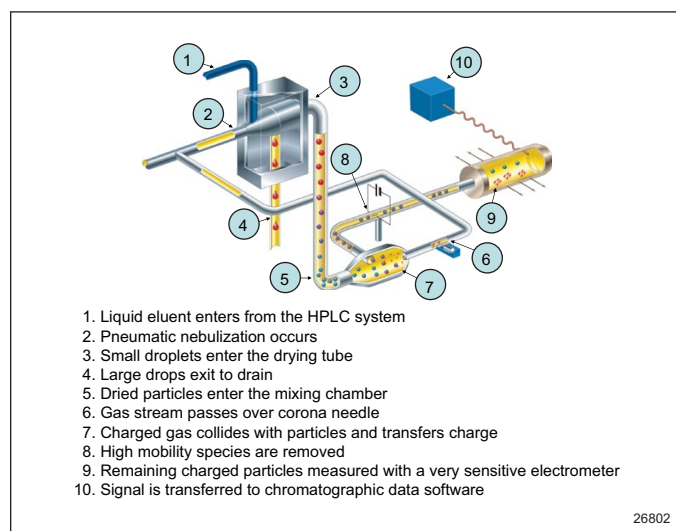 1
2
3
4
5
6
7
8
9
10
1. Liquid eluent enters from the HPLC system
2. Pneumatic nebulization occurs
3. Small droplets enter the drying tube
4. Large drops exit to drain
5. Dried particles enter the mixing chamber
6. Gas stream passes over corona needle
7. Charged gas collides with particles and transfers charge
8. High mobility species are removed
9. Remaining charged particles measured with a very sensitive electrometer
10. Signal is transferred to chromatographic data software
26802